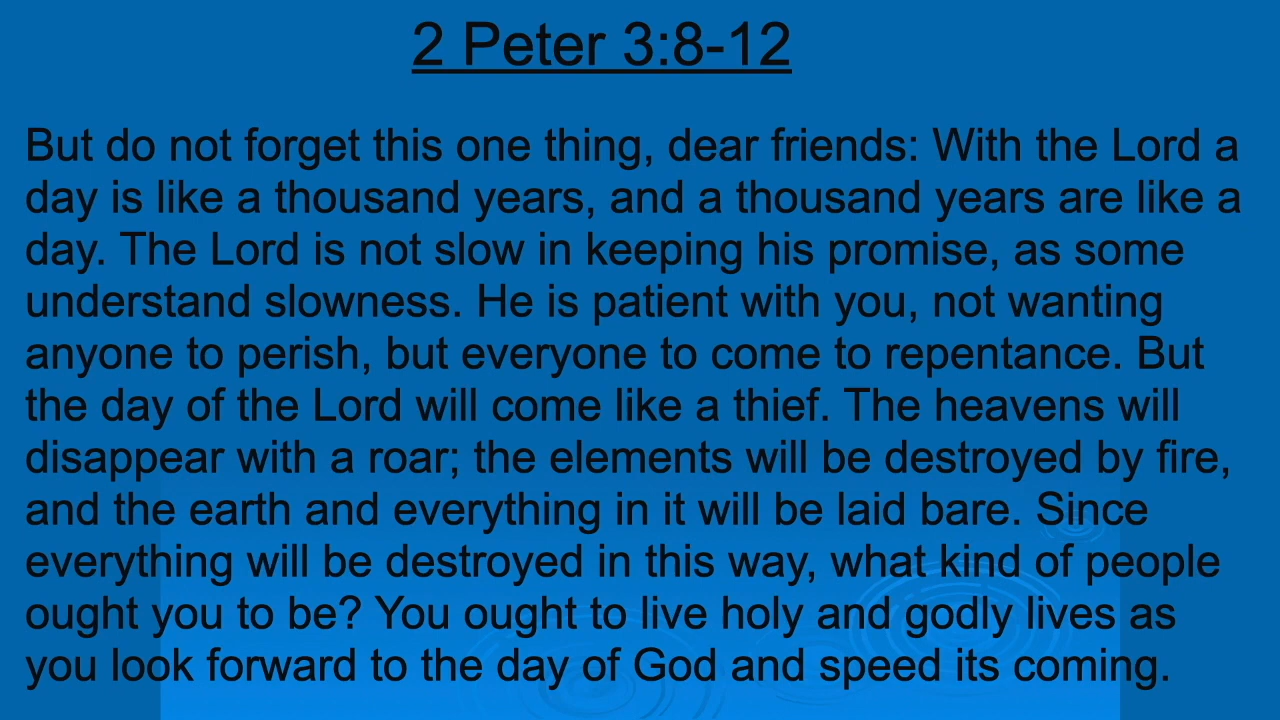 2 Peter 3:8-12
But do not forget this one thing, dear friends: With the Lord a
day is like a thousand years, and a thousand years are like a
day. The Lord is not slow in keeping his promise, as some
understand slowness. He is patient with you, not wanting
anyone to perish, but everyone to come to repentance. But
the day of the Lord will come like a thief. The heavens will
disappear with a roar; the elements will be destroyed by fire,
and the earth and everything in it will be laid bare. Since
everything will be destroyed in this way, what kind of people
ought you to be? You ought to live holy and godly lives as
you look forward to the day of God and speed its coming.